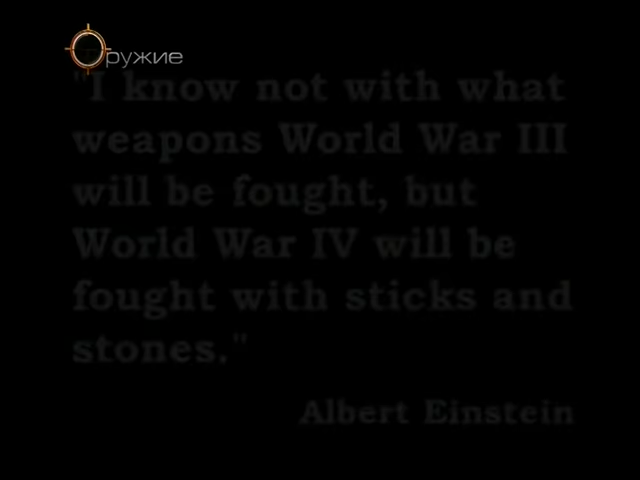 Оружие
"I know not with what
weapons World War III
will be fought, but
World War IV will be
fought with sticks and
stones."
Albert Einstein